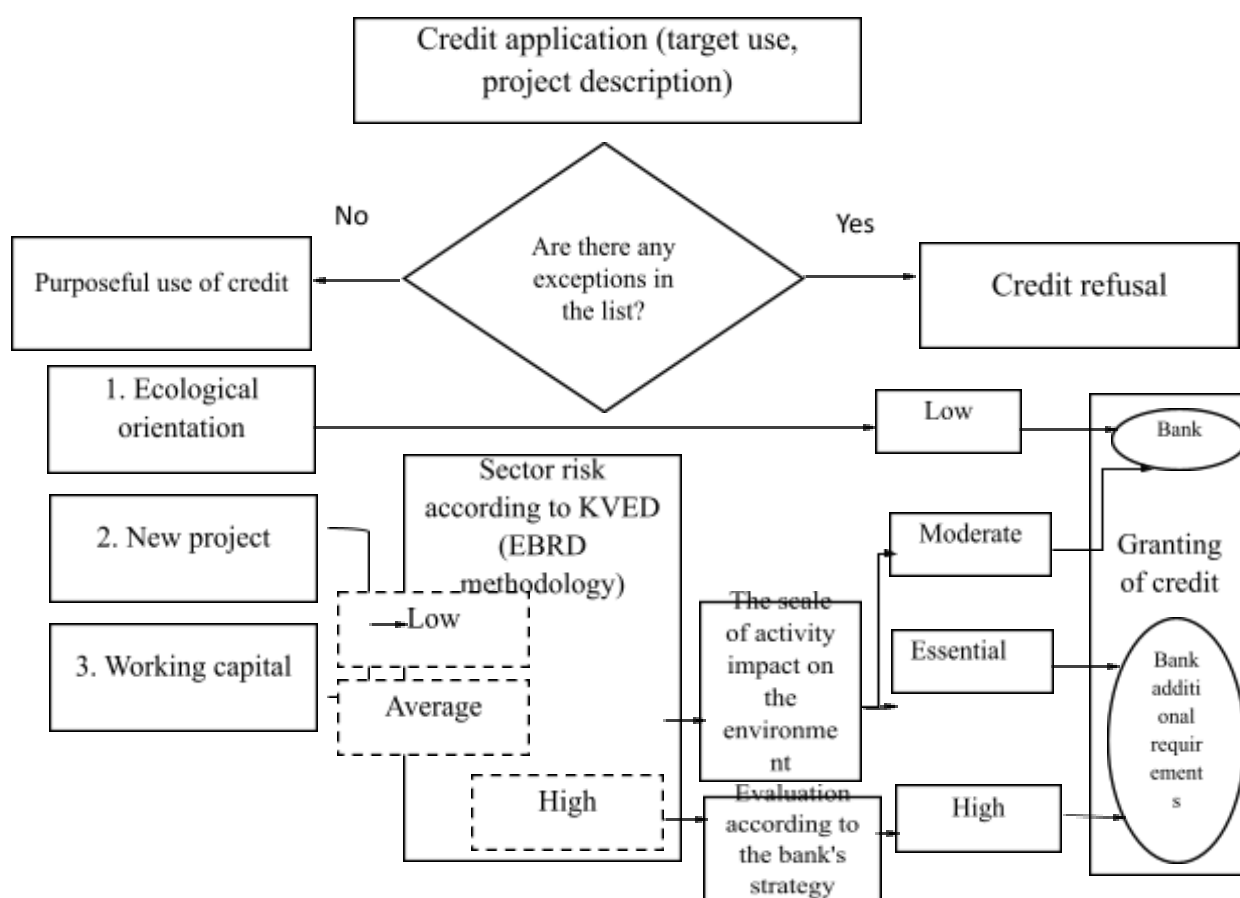 Credit application (target use,
project description)
No
Yes
Are there any
exceptions in
the list?
Purposeful use of credit
Credit refusal
1. Ecological
orientation
Low
Bank
Sector risk
according to KVED
(EBRD
methodology)
2. New project
Moderate
Granting
of credit
Low
The scale
of activity
impact on
the
environme
nt
3. Working capital
Essential
Average
Bank
additi
onal
requir
ement
s
High
Evaluation
according to
the bank's
strategy
High